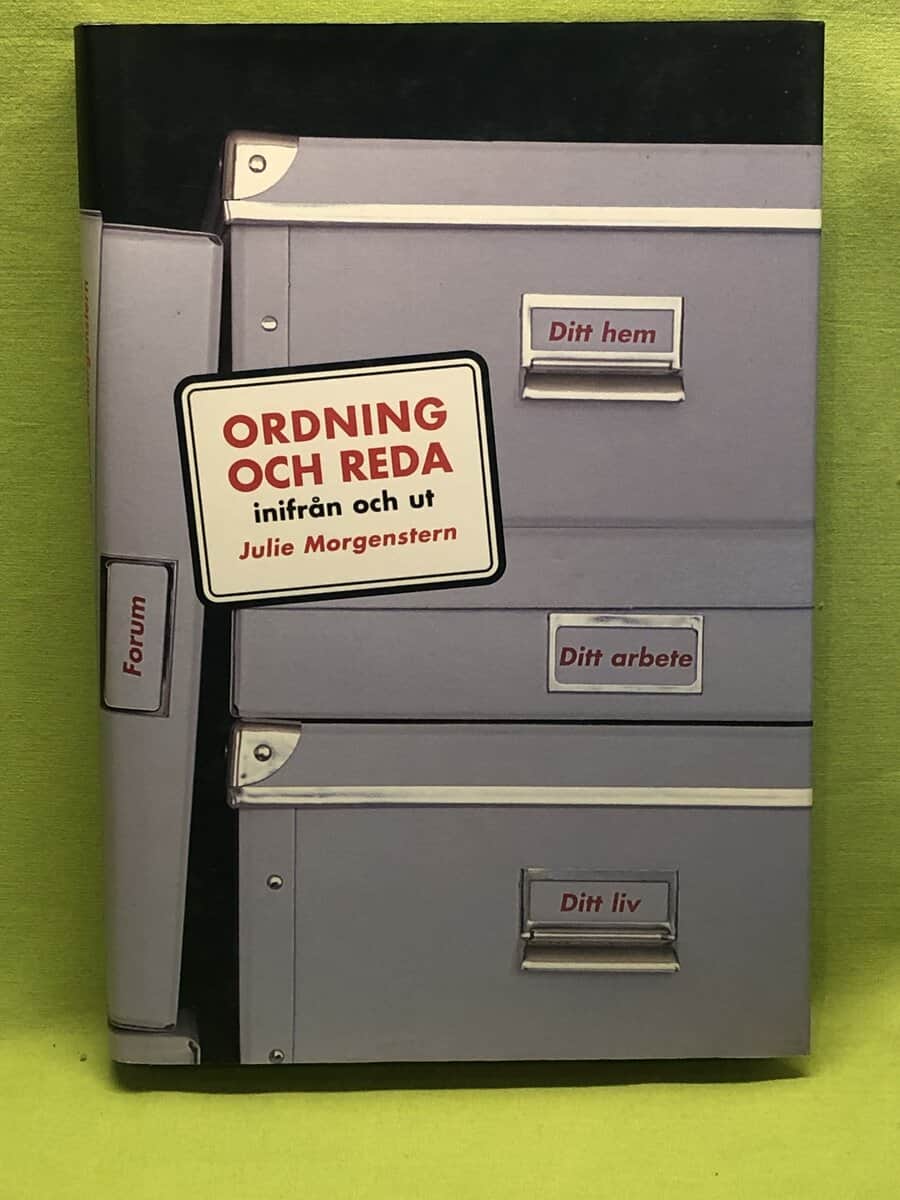 ORDNING
OCH REDA
inifrån och ut
Julie Morgenstern
Ditt hem
Ditt arbete
Ditt liv
Forum